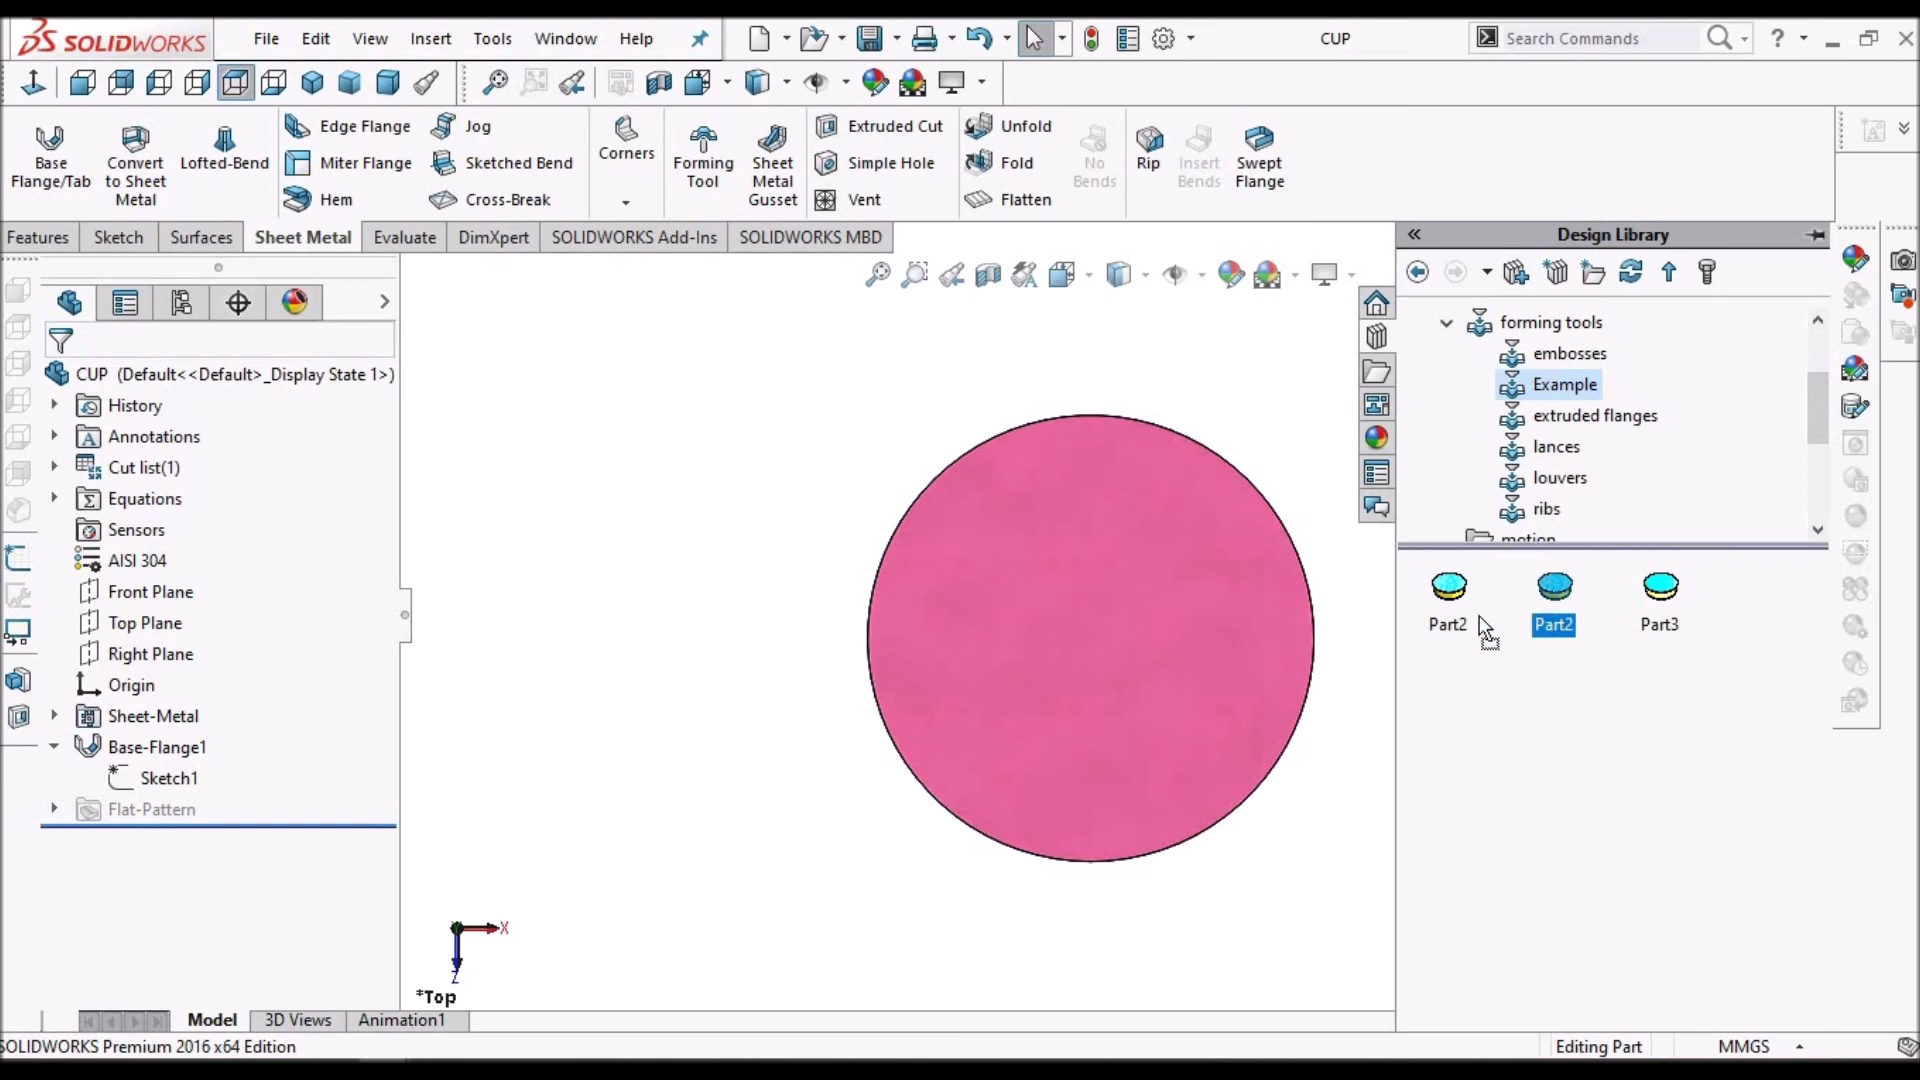 SOLIDWORKS
File Edit View Insert Tools Window Help
CUP
Search Commands
Base Flange/Tab
Convert to Sheet Metal
Lofted-Bend
Edge Flange
Miter Flange
Hem
Jog
Sketched Bend
Cross-Break
Corners
Forming Tool
Sheet Metal Gusset
Extruded Cut
Simple Hole
Vent
Unfold
Fold
Flatten
No Bends
Rip
Insert Bends
Swept Flange
Features Sketch Surfaces Sheet Metal Evaluate DimXpert SOLIDWORKS Add-Ins SOLIDWORKS MBD
CUP (Default<<Default>_Display State 1>)
History
Annotations
Cut list(1)
Equations
Sensors
AISI 304
Front Plane
Top Plane
Right Plane
Origin
Sheet-Metal
Base-Flange1
Sketch1
Flat-Pattern
X
Z
*Top
Design Library
forming tools
embosses
Example
extruded flanges
lances
louvers
ribs
motion
Part2 Part2 Part3
Model 3D Views Animation1
SOLIDWORKS Premium 2016 x64 Edition
Editing Part
MMGS